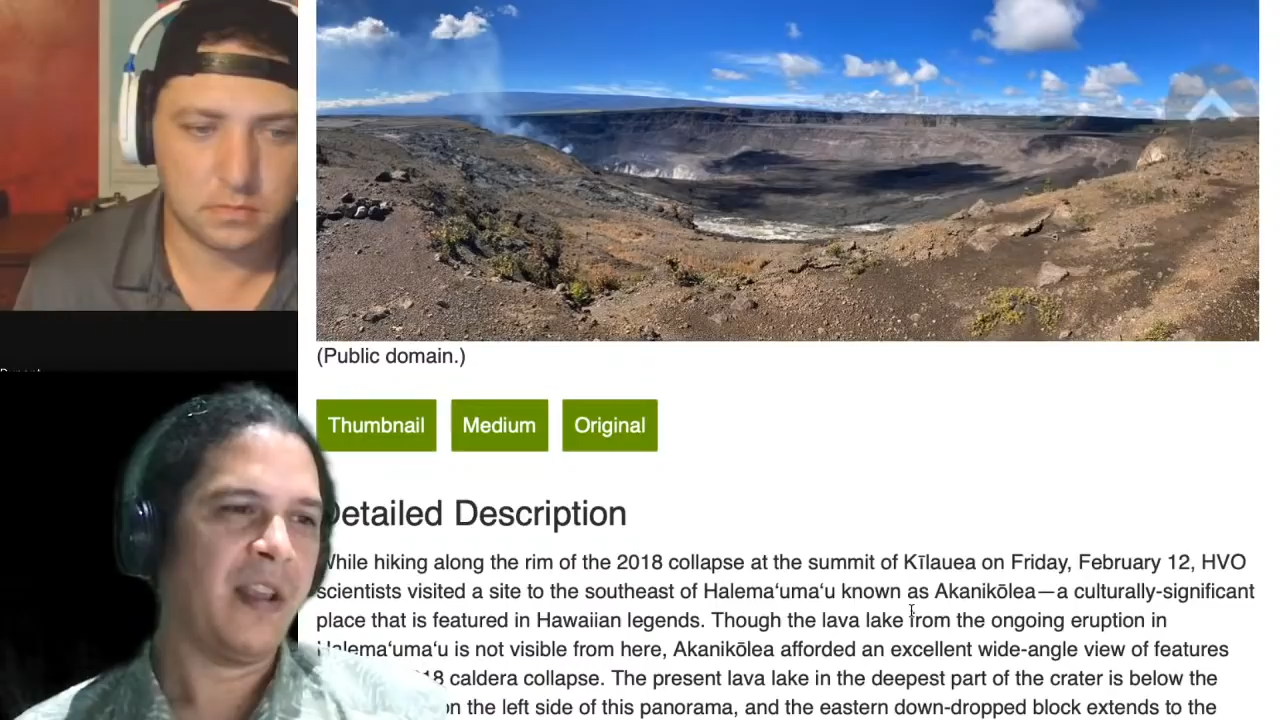 (Public domain.)
Thumbnail
Medium
Original
Detailed Description
While hiking along the rim of the 2018 collapse at the summit of Kīlauea on Friday, February 12, HVO
scientists visited a site to the southeast of Halemaʻumaʻu known as Akanikōlea—a culturally-significant
place that is featured in Hawaiian legends. Though the lava lake from the ongoing eruption in
Halemaʻumaʻu is not visible from here, Akanikōlea afforded an excellent wide-angle view of features
caldera collapse. The present lava lake in the deepest part of the crater is below the
on the left side of this panorama, and the eastern down-dropped block extends to the